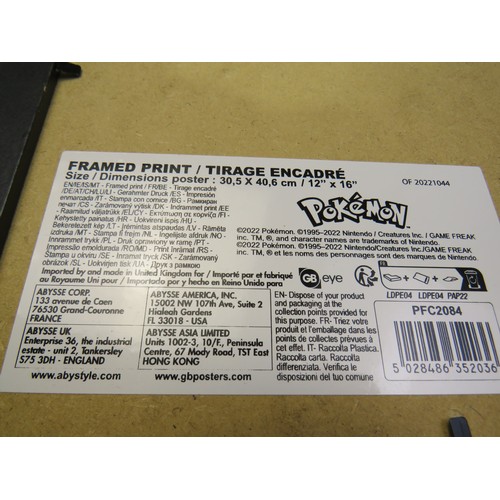 FRAMED PRINT / TIRAGE ENCADRÉ
Size / Dimensions poster : 30,5 X 40,6 cm / 12” x 16”
OF 20221044
EN/IE/IS/MT - Framed print / FR/BE - Tirage encadré
/DE/AT/CH/LI/LU - Gerahmter Druck /ES - Impresión
enmarcada /IT - Stampa con cornice /BG - Рамкиран
печат /CS - Zarámovaný výtisk /DK - Indrammet print /EE
- Raamitud väljatrükk /EL/CY - Εκτύπωση σε κορνίζα /FI -
Kehystetty juliste /HR - Uokvireni ispis /HU -
Bekeretezett kép /LT - Įrėmintas atspaudas /LV - Ierāmēta
izdruka /NL - Ingelijste afdruk /NO -
Innrammet trykk /PL - Druk oprawiony w ramę /PT -
Impressão emoldurada /RO/MD - Print înrămat /RS -
Štampa u okviru /SE - Inramat tryck /SK - Zarámovaný
obrázok /SL - Uokvirjen tisk /UA - Друк у рамці
Imported by and made in United Kingdom for / Importé par et fabriqué
au Royaume Uni pour / Importado por y hecho en Reino Unido para
POKÉMON
©2022 Pokémon. ©1995–2022 Nintendo/Creatures Inc. /GAME FREAK
inc. TM, ®, and character names are trademarks of Nintendo.
©2022 Pokémon. ©1995–2022 Nintendo/Creatures Inc. /GAME FREAK
inc. TM, ® et les noms des personnages sont des marques de Nintendo.
GB eye
ABYSSE CORP.
133 avenue de Caen
76530 Grand-Couronne
FRANCE
ABYSSE AMERICA, INC.
15002 NW 107th Ave, Suite 2
Hialeah Gardens
FL 33018 - USA
ABYSSE UK
Enterprise 36, the industrial
estate - unit 2, Tankersley
S75 3DH - ENGLAND
ABYSSE ASIA LIMITED
Units 1002-3, 10/F., Peninsula
Centre, 67 Mody Road, TST East
HONG KONG
www.abystyle.com
www.gbposters.com
EN- Dispose of your
packaging at the
collection points provided
for this purpose. FR- Triez votre
produit dans les points
de collectes prévues à
cet effet. IT- Raccolta Plastica.
Raccolta carta. Raccolta
differenziata. Verifica le
disposizioni del tuo comune.
LDPE04 LDPE04 PAP22
PFC2084
5 028486 352036